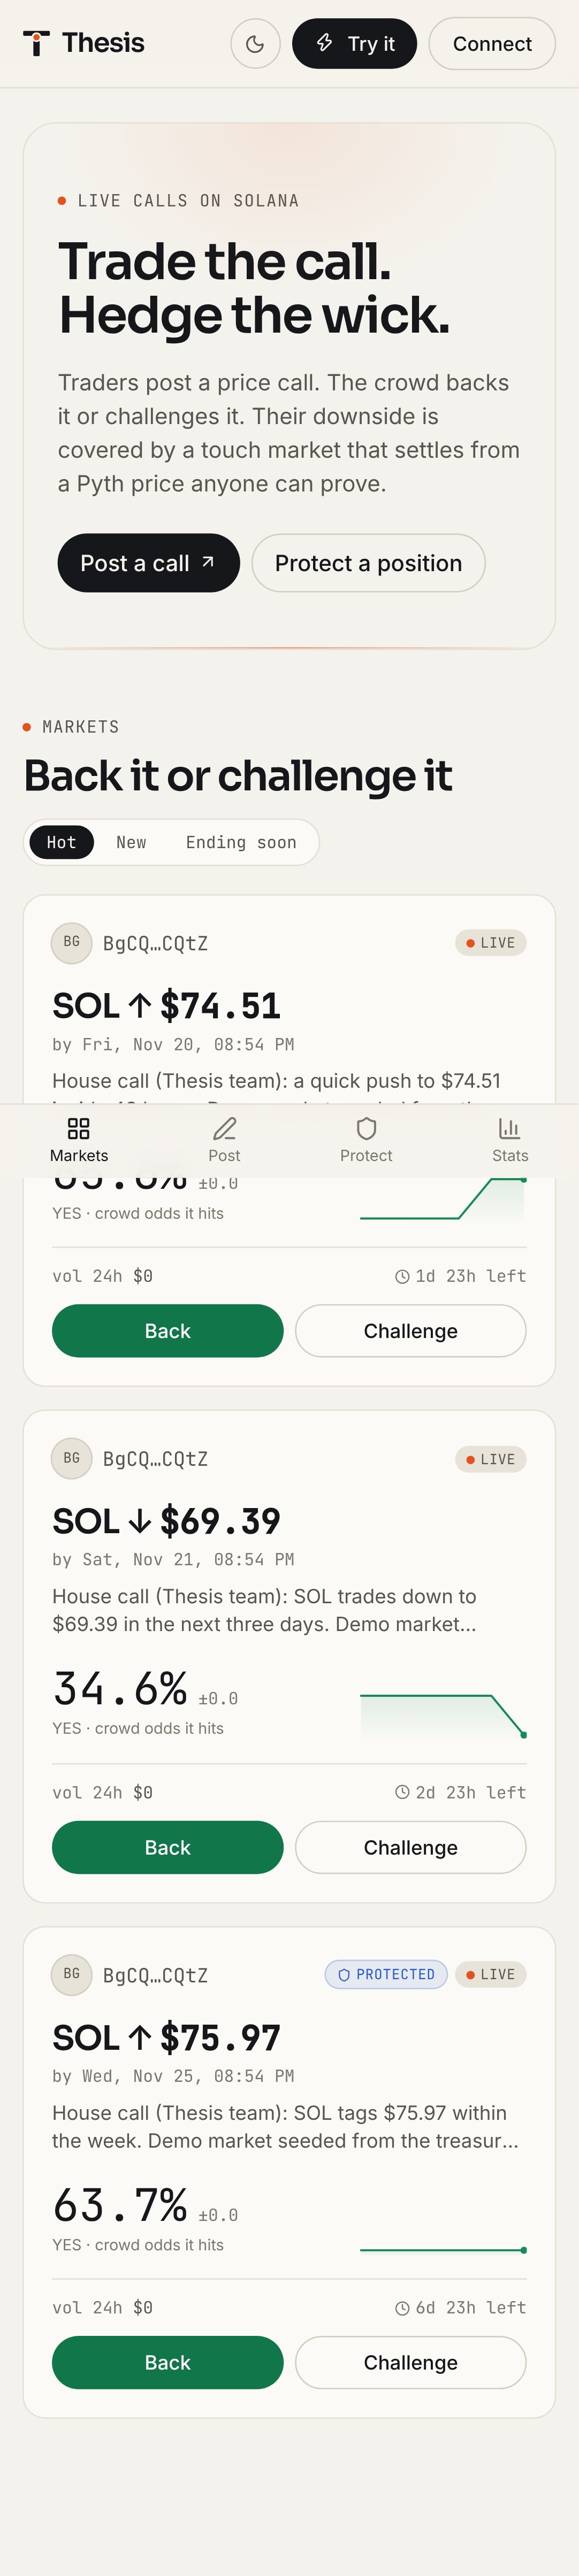 Thesis
Try it
Connect
LIVE CALLS ON SOLANA
Trade the call.
Hedge the wick.
Traders post a price call. The crowd backs
it or challenges it. Their downside is
covered by a touch market that settles from
a Pyth price anyone can prove.
Post a call
Protect a position
MARKETS
Back it or challenge it
Hot
New
Ending soon
BG
BgCQ…CQtZ
LIVE
SOL ↑ $74.51
by Fri, Nov 20, 08:54 PM
House call (Thesis team): a quick push to $74.51
Markets
Post
Protect
Stats
±0.0
YES · crowd odds it hits
vol 24h $0
1d 23h left
Back
Challenge
BG
BgCQ…CQtZ
LIVE
SOL ↓ $69.39
by Sat, Nov 21, 08:54 PM
House call (Thesis team): SOL trades down to
$69.39 in the next three days. Demo market…
34.6% ±0.0
YES · crowd odds it hits
vol 24h $0
2d 23h left
Back
Challenge
BG
BgCQ…CQtZ
PROTECTED
LIVE
SOL ↑ $75.97
by Wed, Nov 25, 08:54 PM
House call (Thesis team): SOL tags $75.97 within
the week. Demo market seeded from the treasur…
63.7% ±0.0
YES · crowd odds it hits
vol 24h $0
6d 23h left
Back
Challenge